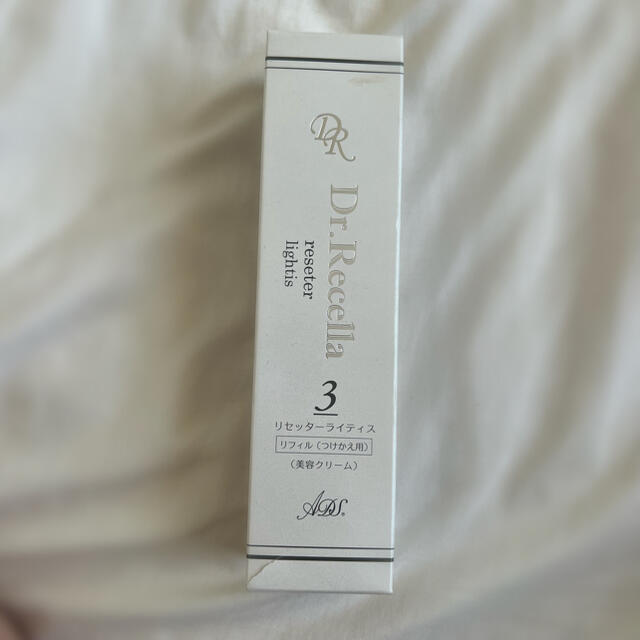 DR
Dr.Recella
reseter
lightis
3
リセッターライティス
リフィル(つけかえ用)
(美容クリーム)
ADS.